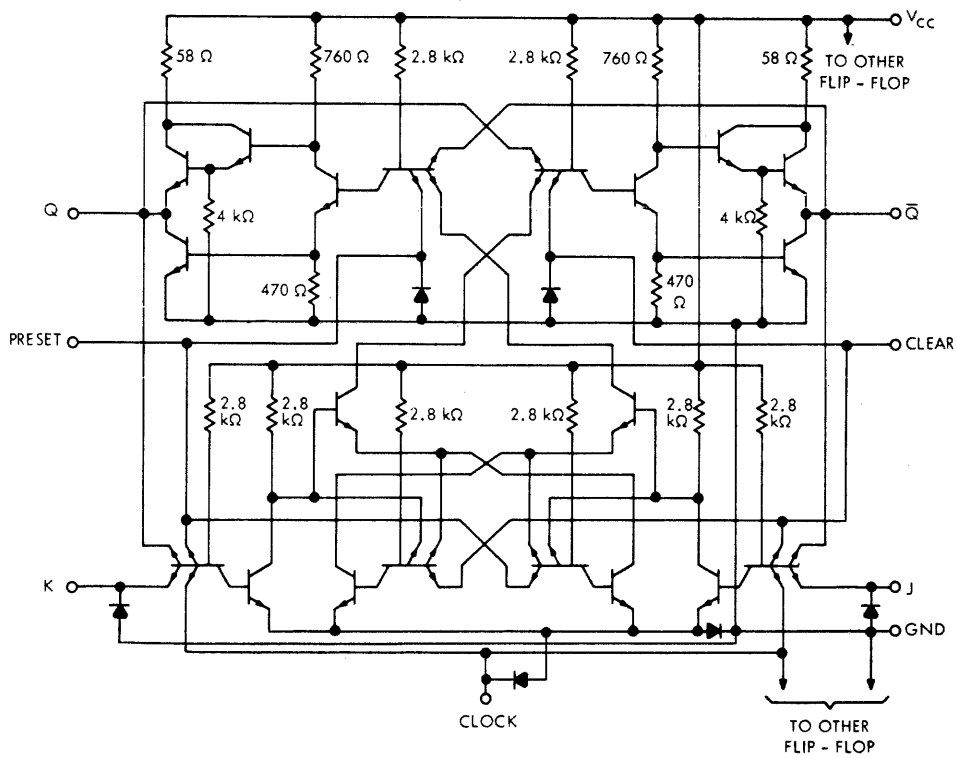 V_CC
58 Ω
760 Ω
2.8 kΩ
2.8 kΩ
760 Ω
58 Ω
TO OTHER
FLIP - FLOP
Q
4 kΩ
4 kΩ
Q̅
470 Ω
470
Ω
PRESET
CLEAR
2.8
kΩ
2.8
kΩ
2.8 kΩ
2.8 kΩ
2.8
kΩ
2.8
kΩ
K
J
GND
CLOCK
TO OTHER
FLIP - FLOP